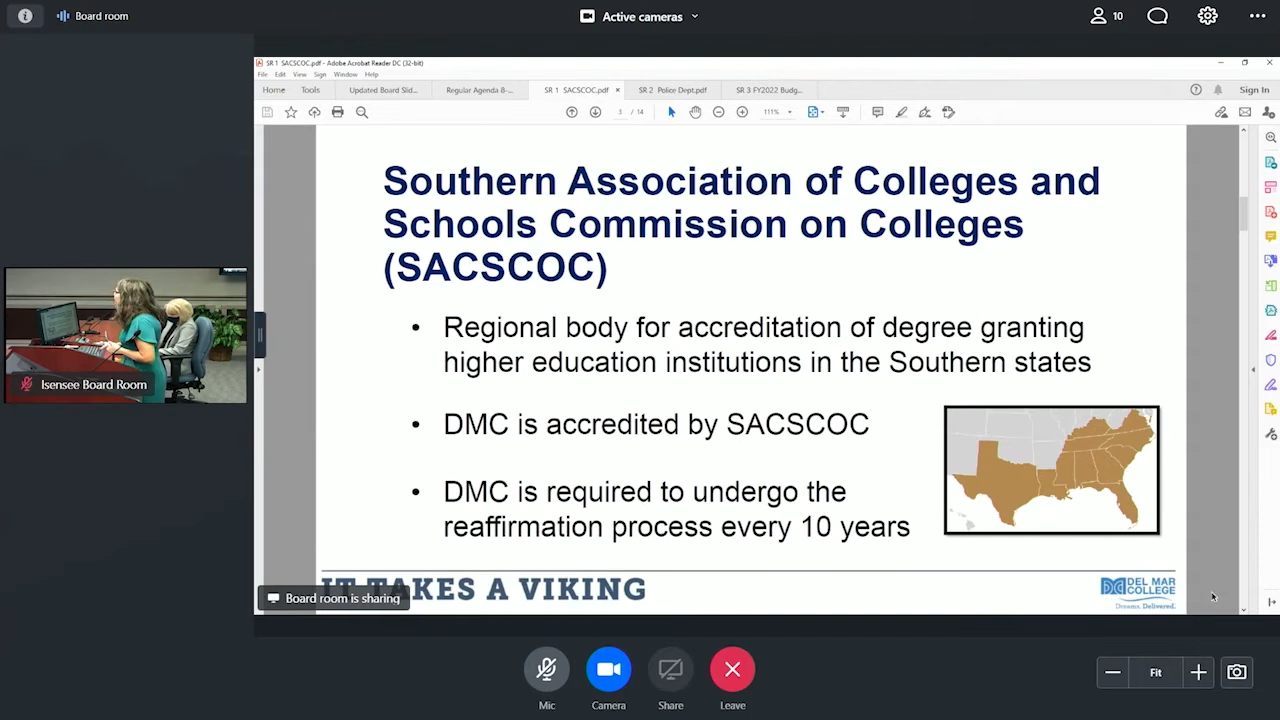 Board room
Active cameras
10
SR 1 SACSCOC.pdf - Adobe Acrobat Reader DC (32-bit)
File Edit View Sign Window Help
Home Tools Updated Board Slid... Regular Agenda 8-... SR 1 SACSCOC.pdf SR 2 Police Dept.pdf SR 3 FY2022 Budg... Sign In
3 / 14 111%
Southern Association of Colleges and
Schools Commission on Colleges
(SACSCOC)
• Regional body for accreditation of degree granting
higher education institutions in the Southern states
• DMC is accredited by SACSCOC
• DMC is required to undergo the
reaffirmation process every 10 years
Isensee Board Room
IT TAKES A VIKING
DEL MAR
COLLEGE
Dreams. Delivered.
Board room is sharing
Mic Camera Share Leave
Fit